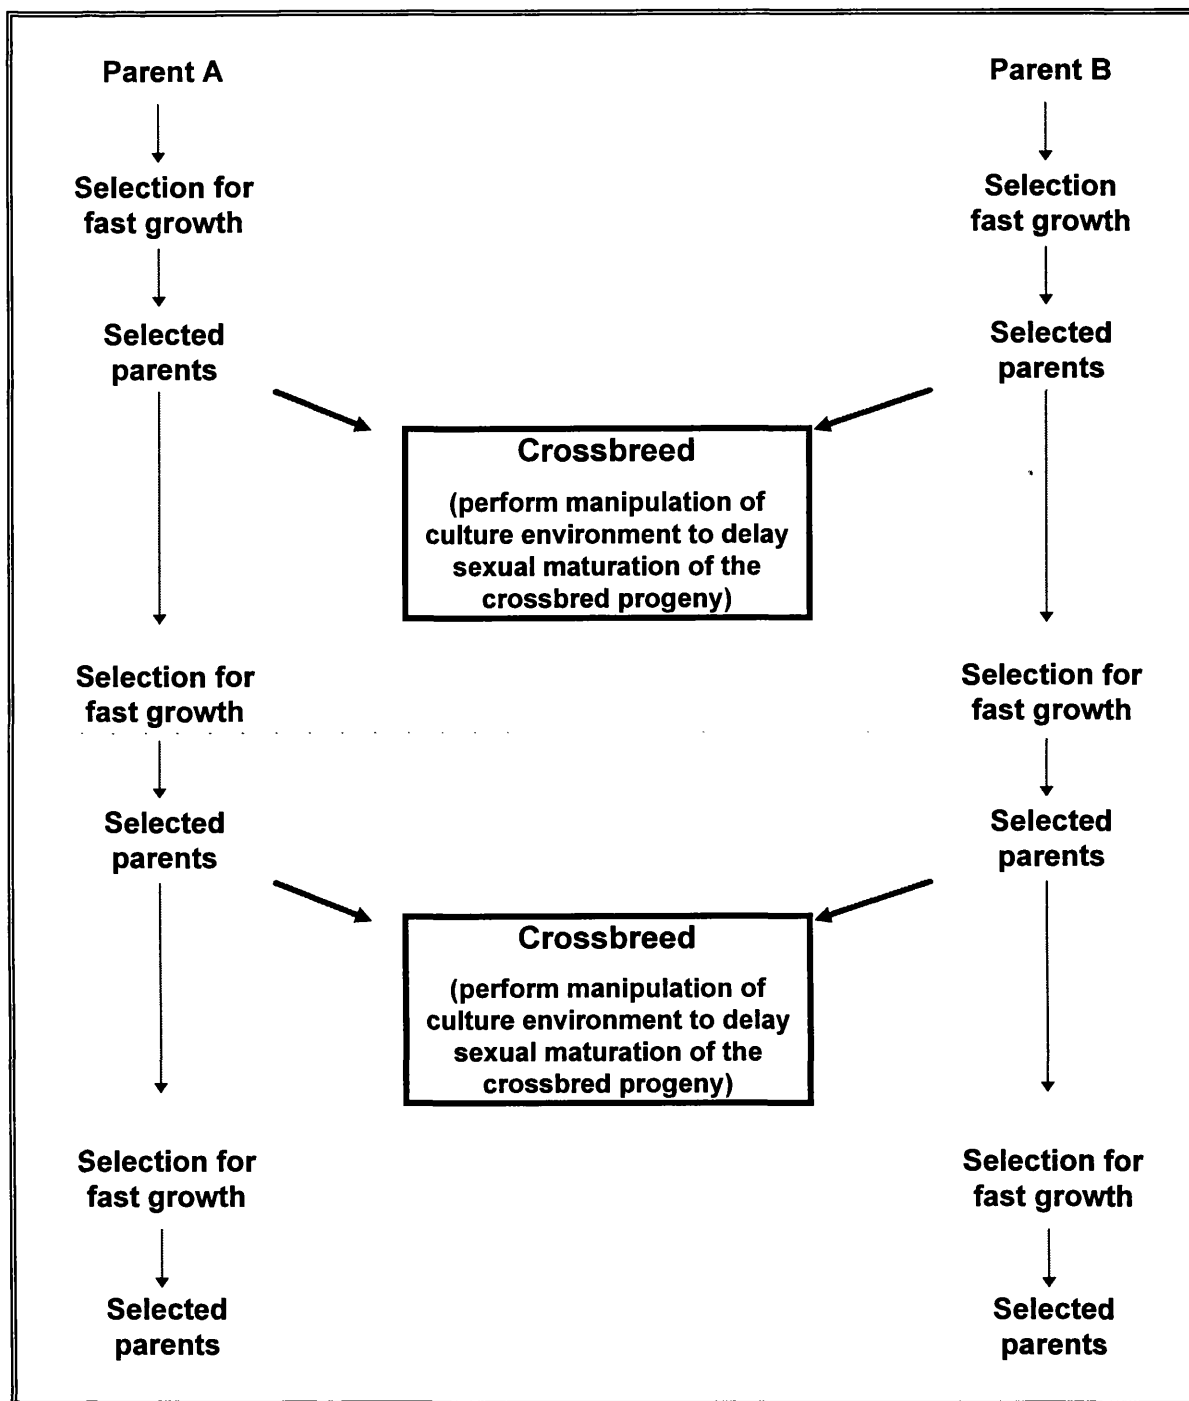 Parent A
Parent B
Selection for
fast growth
Selection
fast growth
Selected
parents
Selected
parents
Crossbreed
(perform manipulation of
culture environment to delay
sexual maturation of the
crossbred progeny)
Selection for
fast growth
Selection for
fast growth
Selected
parents
Selected
parents
Crossbreed
(perform manipulation of
culture environment to delay
sexual maturation of the
crossbred progeny)
Selection for
fast growth
Selection for
fast growth
Selected
parents
Selected
parents